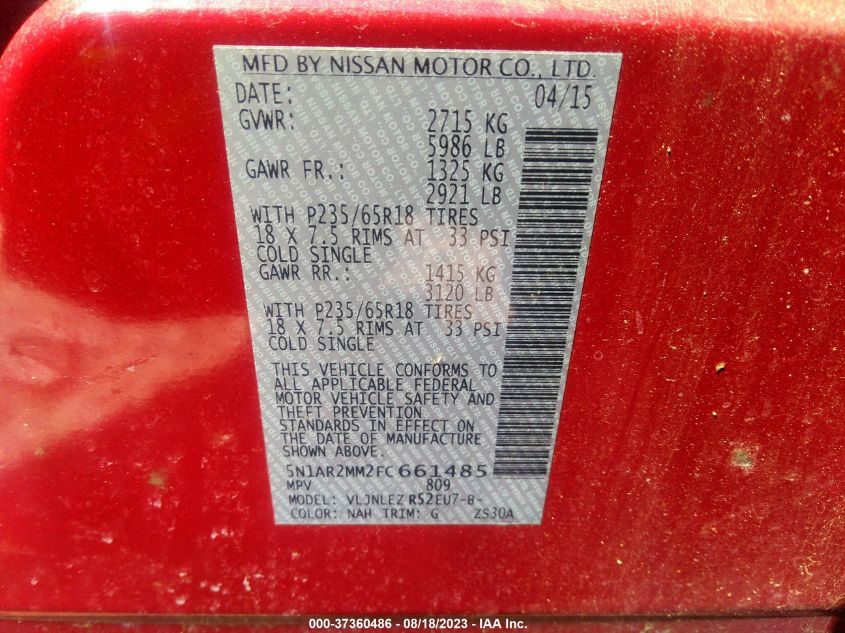 MFD BY NISSAN MOTOR CO., LTD.
DATE: 04/15
GVWR: 2715 KG
5986 LB
GAWR FR.: 1325 KG
2921 LB
WITH P235/65R18 TIRES
18 X 7.5 RIMS AT 33 PSI
COLD SINGLE
GAWR RR.: 1415 KG
3120 LB
WITH P235/65R18 TIRES
18 X 7.5 RIMS AT 33 PSI
COLD SINGLE
THIS VEHICLE CONFORMS TO
ALL APPLICABLE FEDERAL
MOTOR VEHICLE SAFETY AND
THEFT PREVENTION
STANDARDS IN EFFECT ON
THE DATE OF MANUFACTURE
SHOWN ABOVE.
5N1AR2MM2FC661485
MPV 809
MODEL: VLJNLEZ R52EU7-B-
COLOR: NAH TRIM: G ZS30A
000-37360486 - 08/18/2023 - IAA Inc.